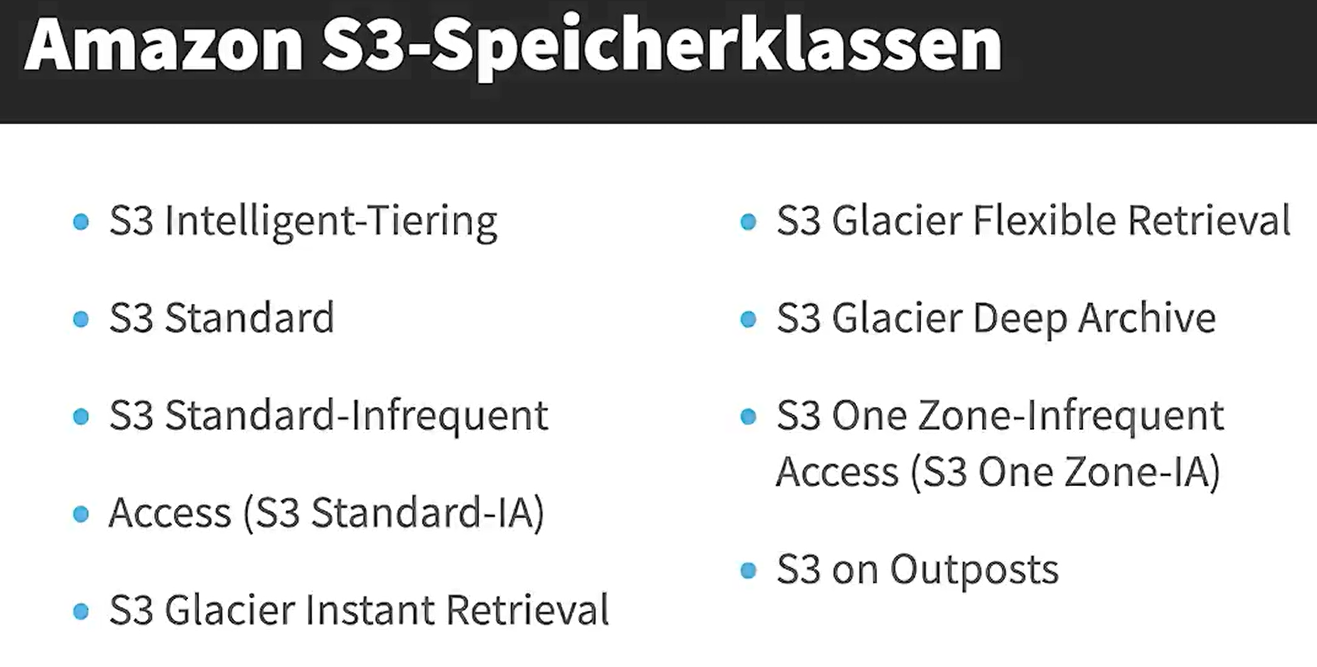 Amazon S3-Speicherklassen
• S3 Intelligent-Tiering
• S3 Standard
• S3 Standard-Infrequent
• Access (S3 Standard-IA)
• S3 Glacier Instant Retrieval
• S3 Glacier Flexible Retrieval
• S3 Glacier Deep Archive
• S3 One Zone-Infrequent
Access (S3 One Zone-IA)
• S3 on Outposts